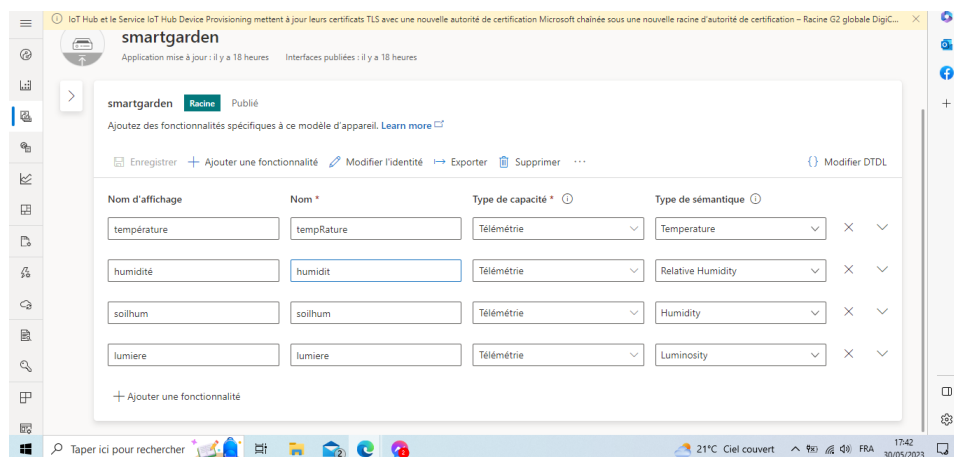 IoT Hub et le Service IoT Hub Device Provisioning mettent à jour leurs certificats TLS avec une nouvelle autorité de certification Microsoft chaînée sous une nouvelle racine d'autorité de certification – Racine G2 globale DigiC...
smartgarden
Application mise à jour : il y a 18 heures Interfaces publiées : il y a 18 heures
smartgarden Racine Publié
Ajoutez des fonctionnalités spécifiques à ce modèle d'appareil. Learn more
Enregistrer Ajouter une fonctionnalité Modifier l'identité Exporter Supprimer ... {} Modifier DTDL
Nom d'affichage Nom * Type de capacité * Type de sémantique
température tempRature Télémétrie Temperature
humidité humidit Télémétrie Relative Humidity
soilhum soilhum Télémétrie Humidity
lumiere lumiere Télémétrie Luminosity
Ajouter une fonctionnalité
Taper ici pour rechercher 2 2 21°C Ciel couvert FRA 17:42
30/05/2023